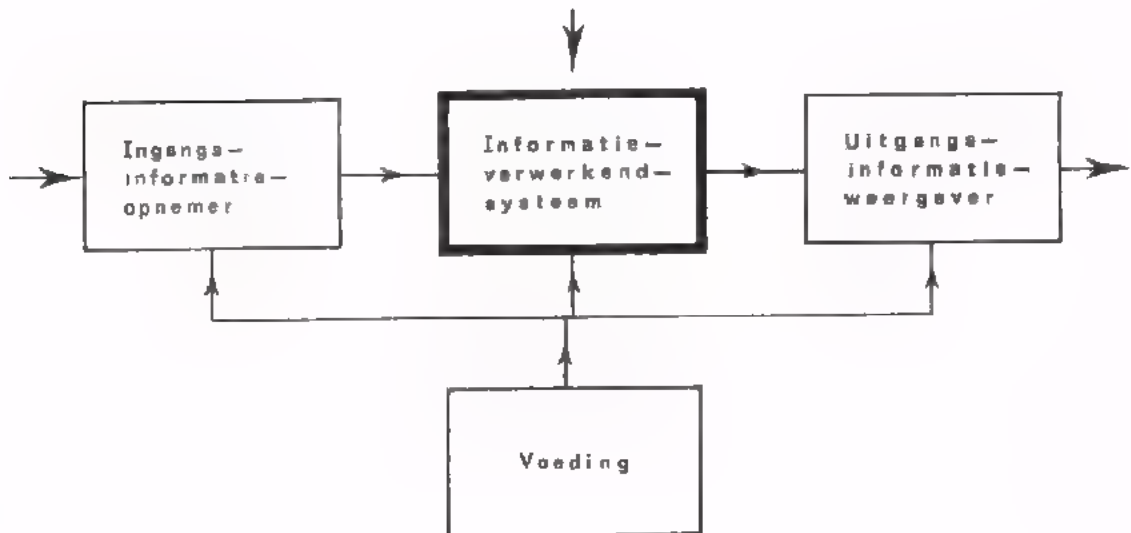 Ingangs-
informatie-
opnemer
Informatie-
verwerkend-
systeem
Uitgangs-
informatie-
weergever
Voeding